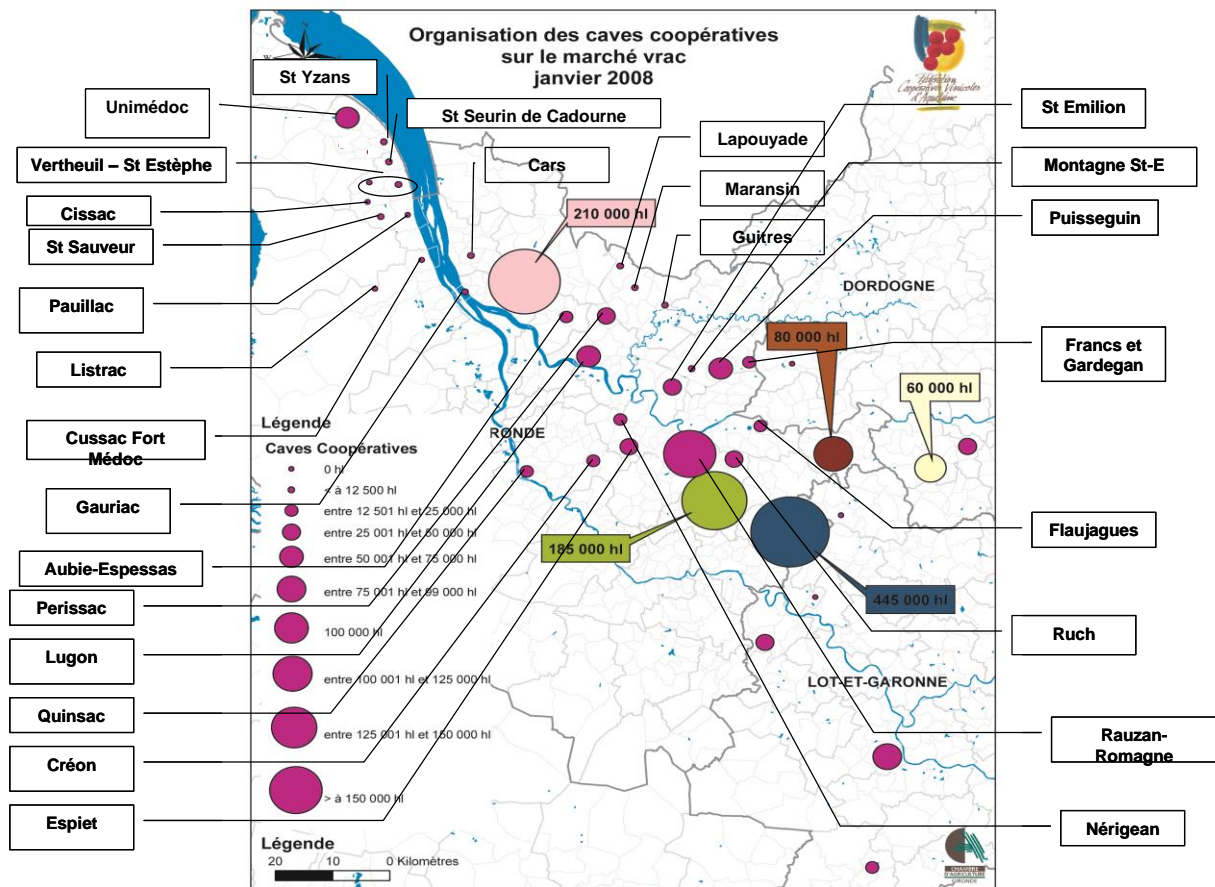 Organisation des caves coopératives
sur le marché vrac
janvier 2008
Fédération
Coopératives Vinicoles
d'Aquitaine
St Yzans
Unimédoc
St Seurin de Cadourne
Vertheuil – St Estèphe
Cars
Cissac
St Sauveur
Pauillac
Listrac
Cussac Fort
Médoc
Gauriac
Aubie-Espessas
Perissac
Lugon
Quinsac
Créon
Espiet
Lapouyade
Maransin
Guitres
St Emilion
Montagne St-E
Puisseguin
Francs et
Gardegan
Flaujagues
Ruch
Rauzan-
Romagne
Nérigean
210 000 hl
80 000 hl
60 000 hl
185 000 hl
445 000 hl
DORDOGNE
RONDE
LOT-ET-GARONNE
Légende
Caves Coopératives
0 hl
< à 12 500 hl
entre 12 501 hl et 25 000 hl
entre 25 001 hl et 50 000 hl
entre 50 001 hl et 75 000 hl
entre 75 001 hl et 99 000 hl
100 000 hl
entre 100 001 hl et 125 000 hl
entre 125 001 hl et 150 000 hl
> à 150 000 hl
Légende
20 10 0 Kilomètres
CHAMBRE
D'AGRICULTURE
GIRONDE